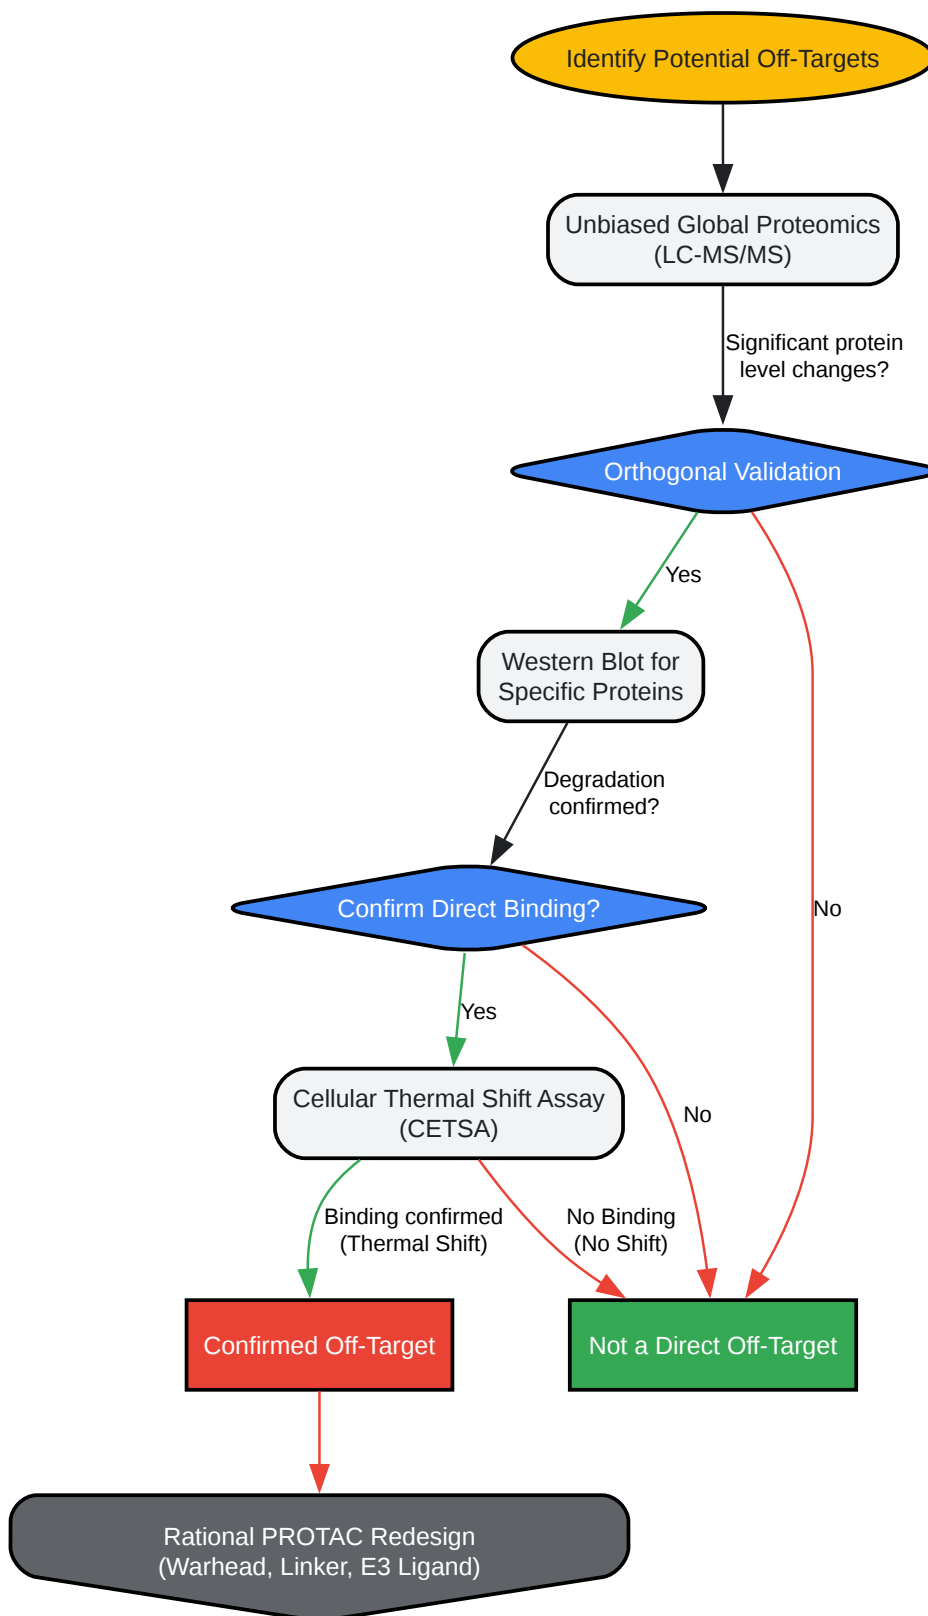 Identify Potential Off-Targets
Unbiased Global Proteomics
(LC-MS/MS)
Significant protein
level changes?
Orthogonal Validation
Yes
Western Blot for
Specific Proteins
Degradation
confirmed?
No
Confirm Direct Binding?
Yes
Cellular Thermal Shift Assay
(CETSA)
No
Binding confirmed
(Thermal Shift)
No Binding
(No Shift)
Confirmed Off-Target
Not a Direct Off-Target
Rational PROTAC Redesign
(Warhead, Linker, E3 Ligand)